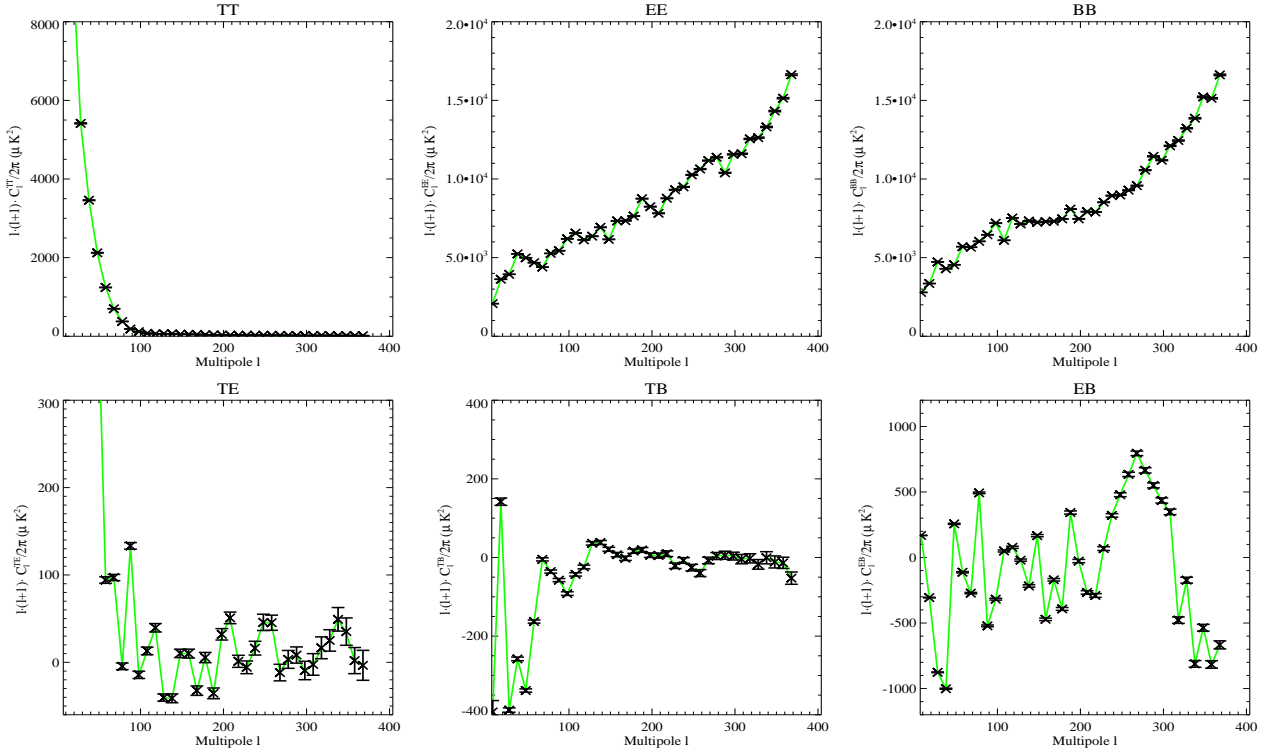 TT
8000
6000
4000
2000
0
l·(l+1)· C_l^TT/2π (μ K²)
100 200 300 400
Multipole l
EE
2.0•10⁴
1.5•10⁴
1.0•10⁴
5.0•10³
0
l·(l+1)· C_l^EE/2π (μ K²)
100 200 300 400
Multipole l
BB
2.0•10⁴
1.5•10⁴
1.0•10⁴
5.0•10³
0
l·(l+1)· C_l^BB/2π (μ K²)
100 200 300 400
Multipole l
TE
300
200
100
0
l·(l+1)· C_l^TE/2π (μ K²)
100 200 300 400
Multipole l
TB
400
200
0
-200
-400
l·(l+1)· C_l^TB/2π (μ K²)
100 200 300 400
Multipole l
EB
1000
500
0
-500
-1000
l·(l+1)· C_l^EB/2π (μ K²)
100 200 300 400
Multipole l